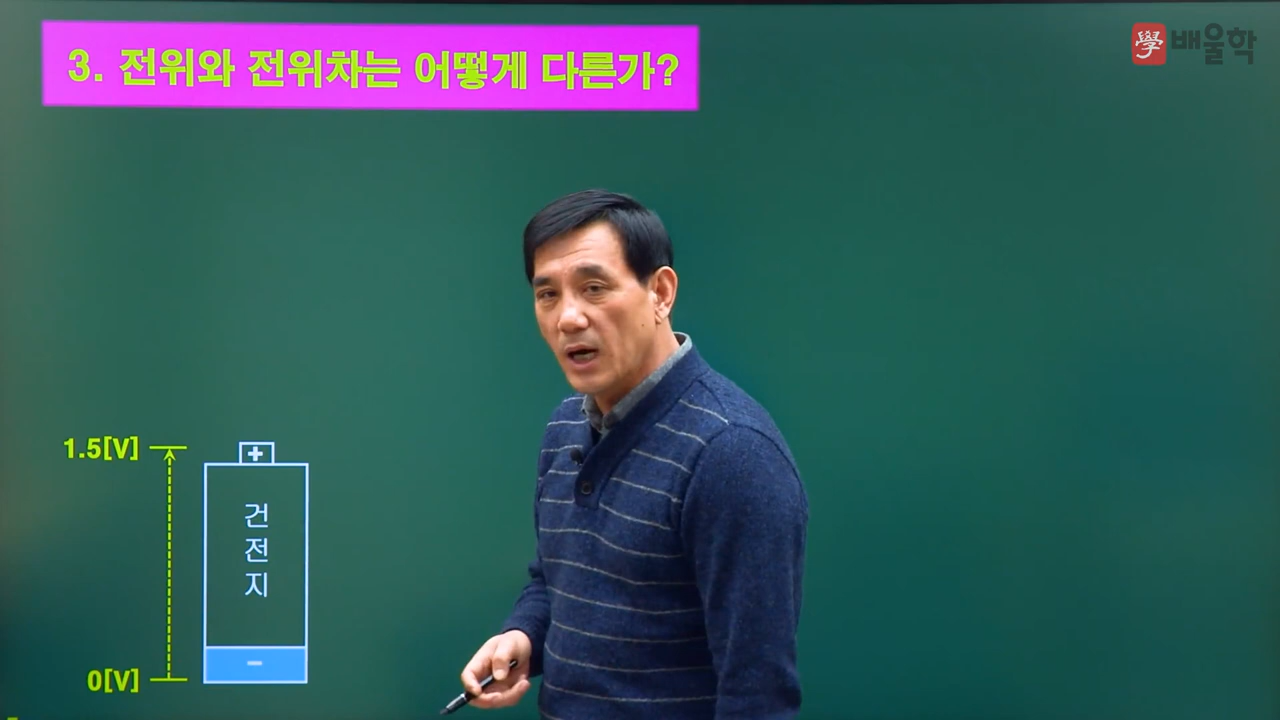 3. 전위와 전위차는 어떻게 다른가?
學 배울학
1.5[V]
+
건
전
지
0[V]
-